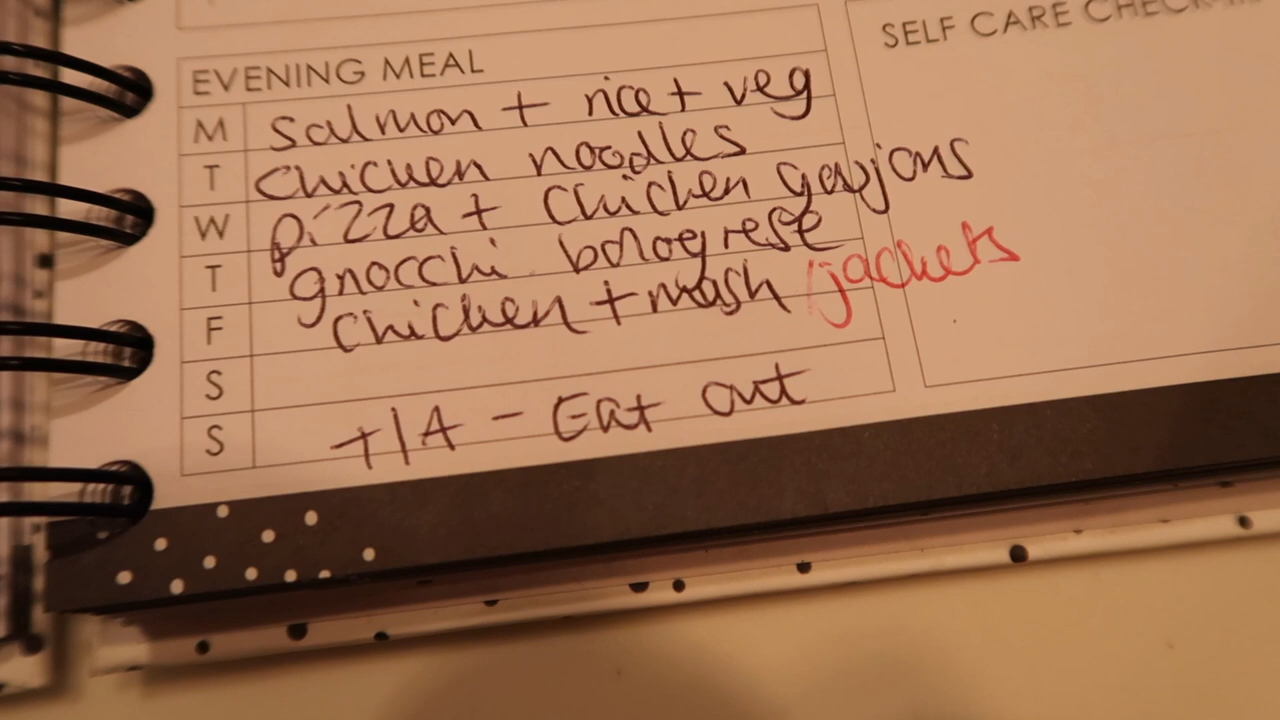 EVENING MEAL
SELF CARE CHECK
M salmon + rice + veg
T chicken noodles
W pizza + chicken goujons
T gnocchi bolognese
F chicken + mash /jackets
S
S T/A - Eat out